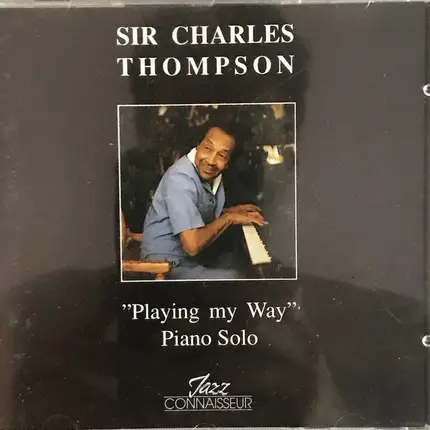 SIR CHARLES
THOMPSON
”Playing my Way”
Piano Solo
Jazz
CONNAISSEUR